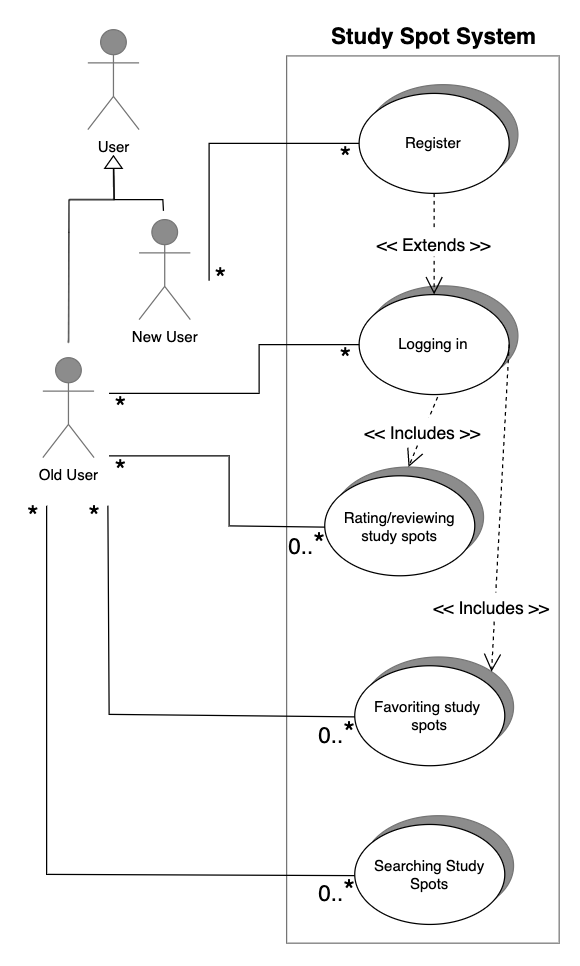 Study Spot System
User
Register
*
<< Extends >>
*
New User
Logging in
*
*
<< Includes >>
*
Old User
*
*
Rating/reviewing
study spots
0..*
<< Includes >>
Favoriting study
spots
0..*
Searching Study
Spots
0..*